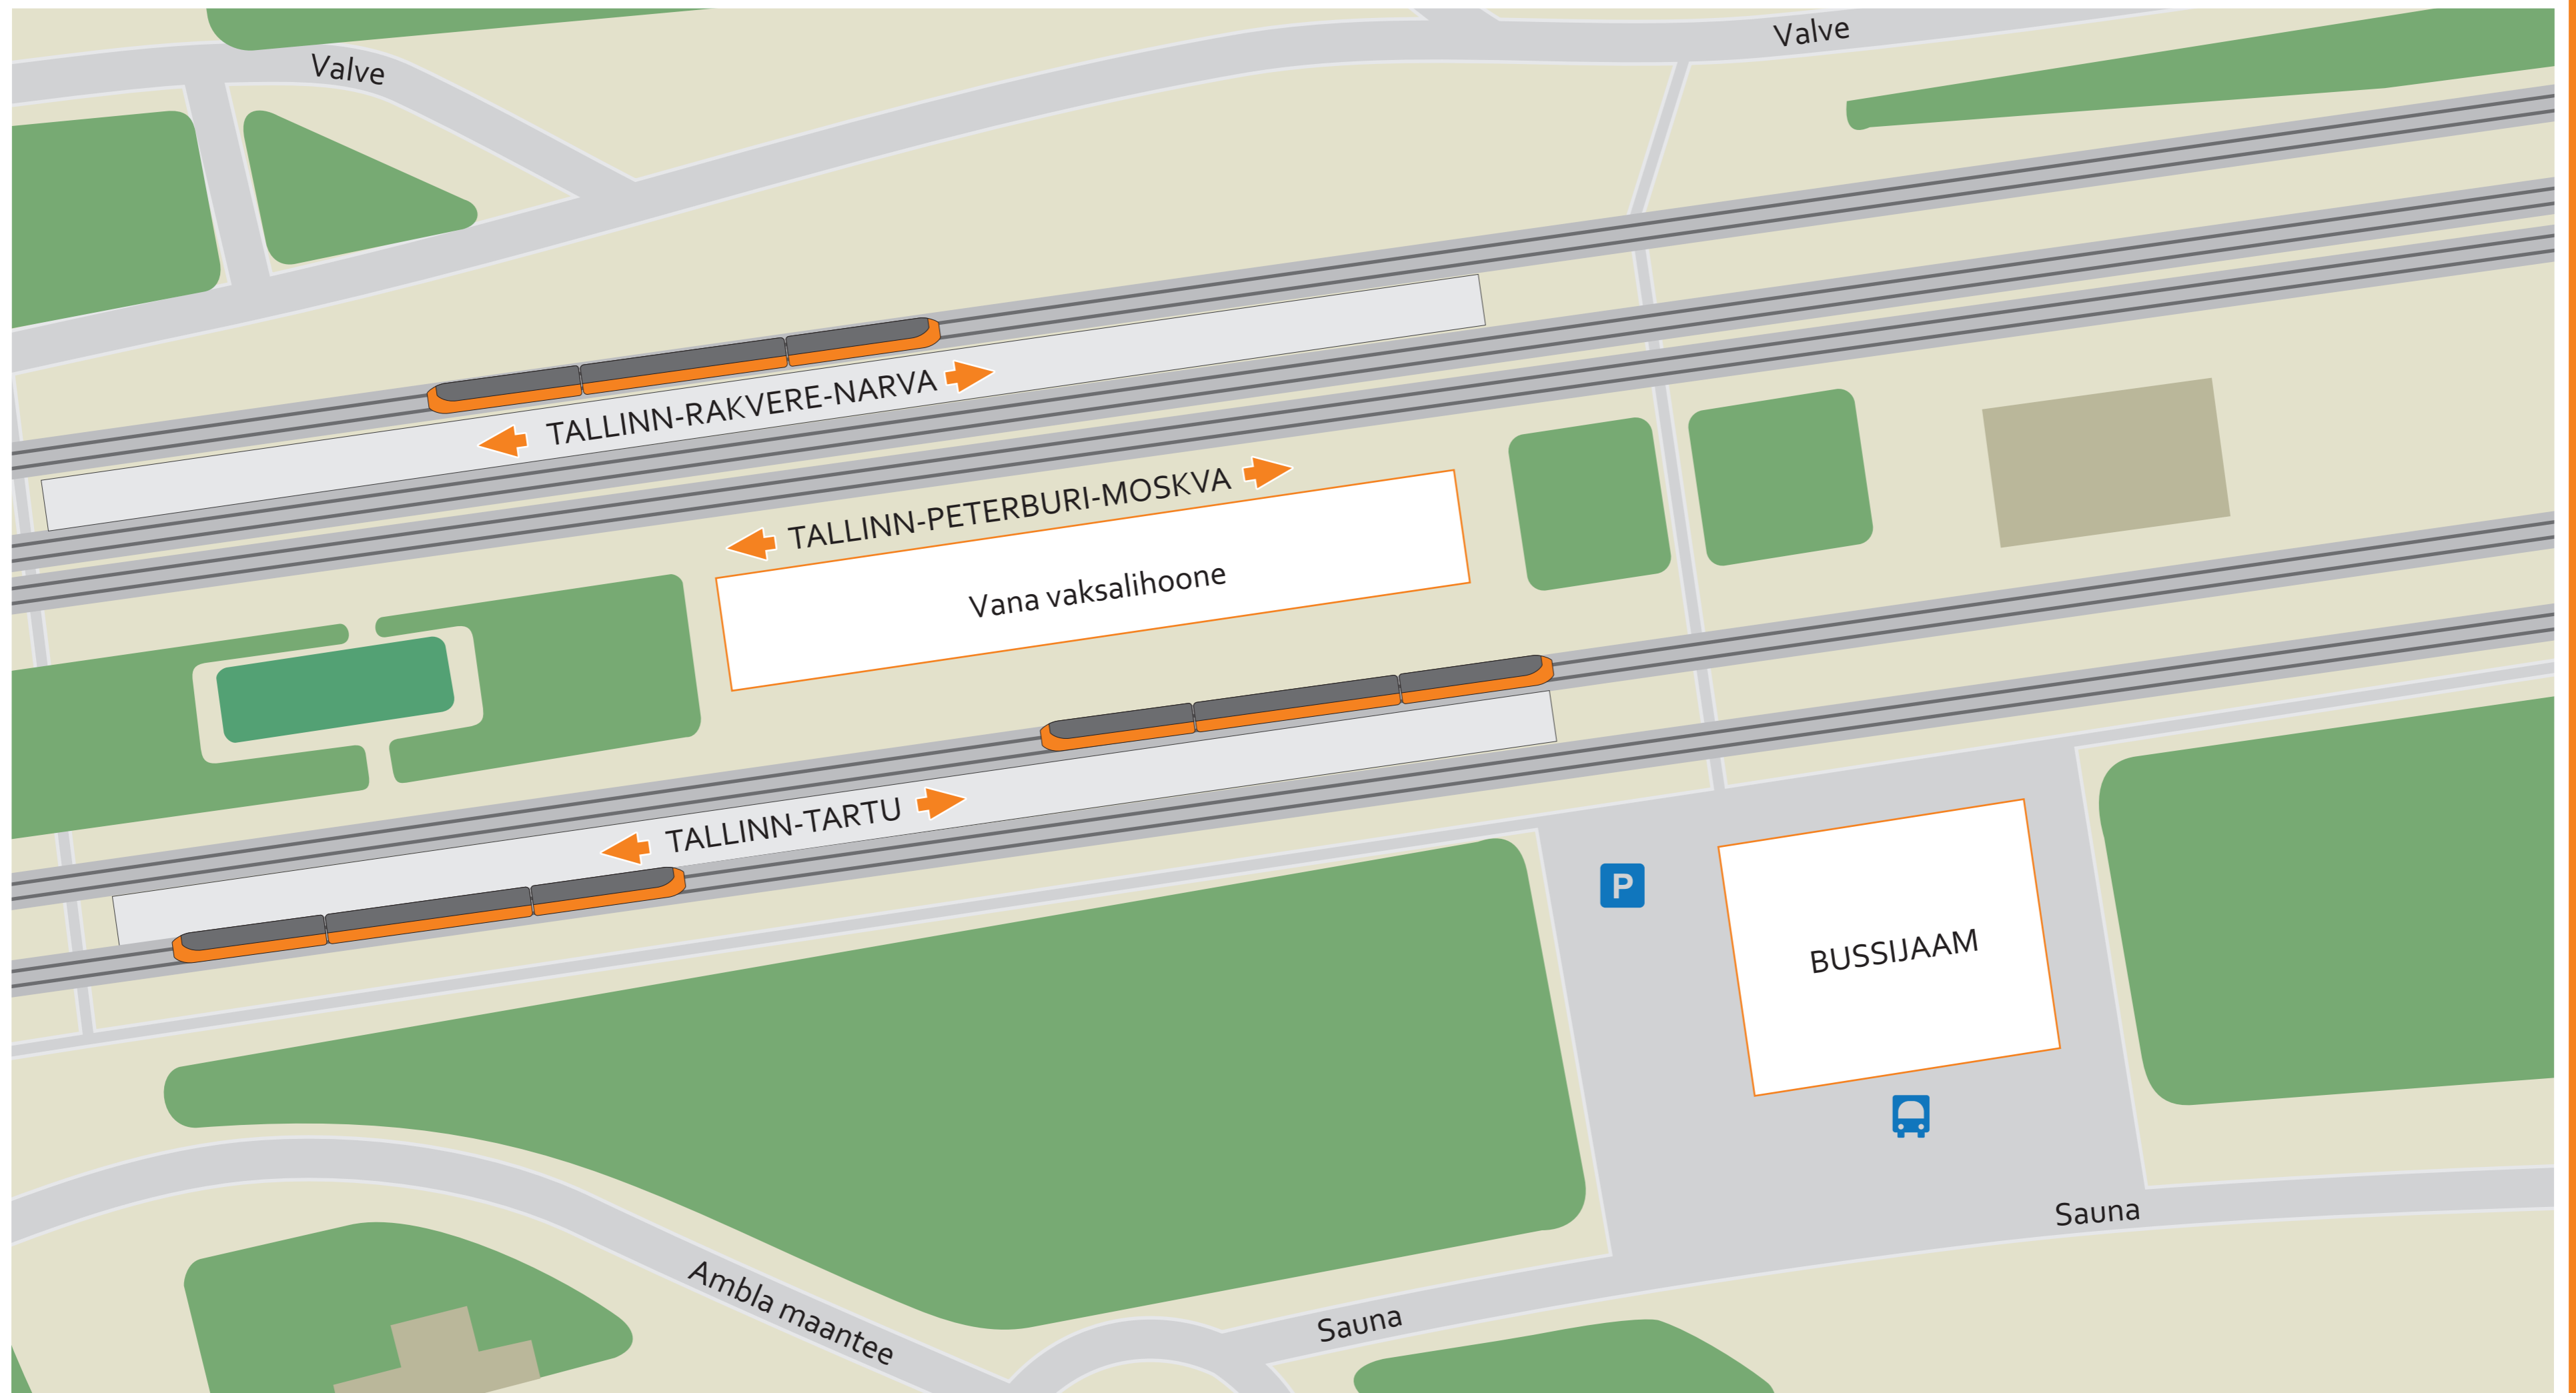 Valve
Valve
TALLINN-RAKVERE-NARVA
TALLINN-PETERBURI-MOSKVA
Vana vaksalihoone
TALLINN-TARTU
P
BUSSIJAAM
Sauna
Ambla maantee
Sauna